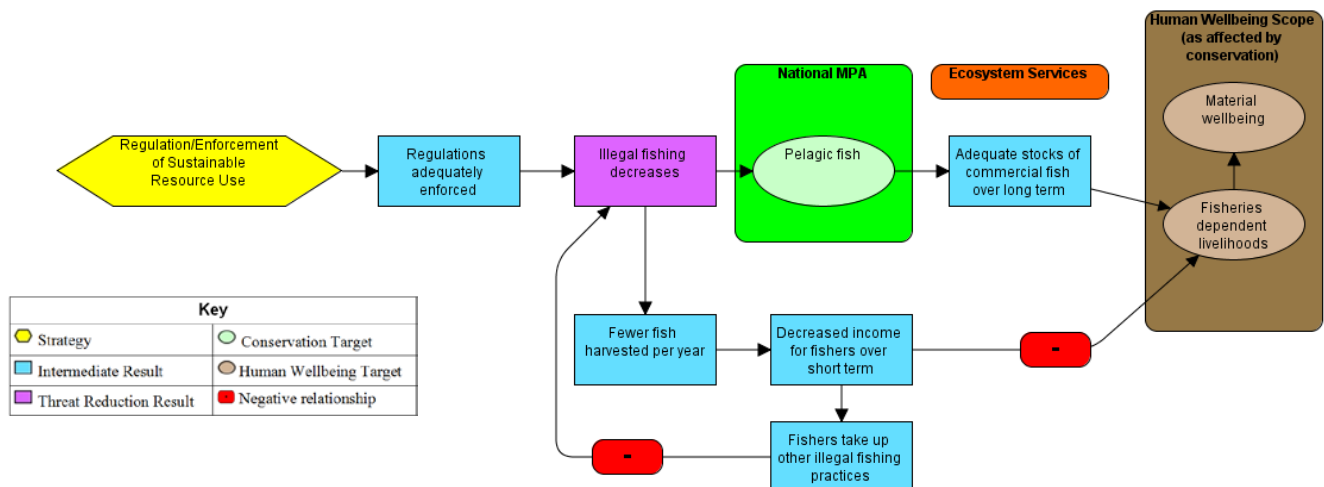 Human Wellbeing Scope
(as affected by
conservation)
National MPA
Ecosystem Services
Material
wellbeing
Regulation/Enforcement
of Sustainable
Resource Use
Regulations
adequately
enforced
Illegal fishing
decreases
Pelagic fish
Adequate stocks of
commercial fish
over long term
Fisheries
dependent
livelihoods
Key
Strategy
Conservation Target
Intermediate Result
Human Wellbeing Target
Threat Reduction Result
Negative relationship
Fewer fish
harvested per year
Decreased income
for fishers over
short term
-
Fishers take up
other illegal fishing
practices
-